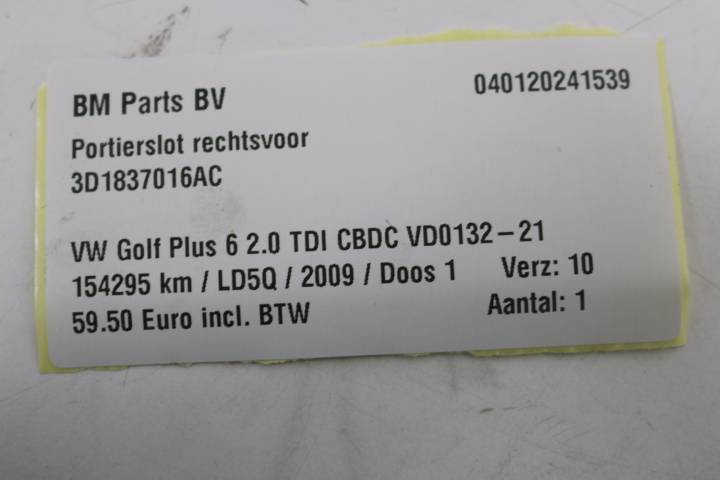 BM Parts BV 040120241539
Portierslot rechtsvoor
3D1837016AC
VW Golf Plus 6 2.0 TDI CBDC VD0132-21
154295 km / LD5Q / 2009 / Doos 1 Verz: 10
59.50 Euro incl. BTW Aantal: 1